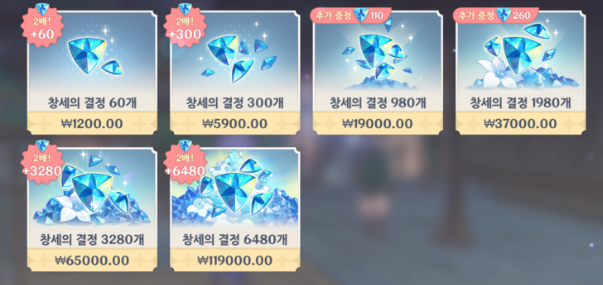 2배!
+60
창세의 결정 60개
₩1200.00
2배!
+300
창세의 결정 300개
₩5900.00
추가 증정 110
창세의 결정 980개
₩19000.00
추가 증정 260
창세의 결정 1980개
₩37000.00
2배!
+3280
창세의 결정 3280개
₩65000.00
2배!
+6480
창세의 결정 6480개
₩119000.00